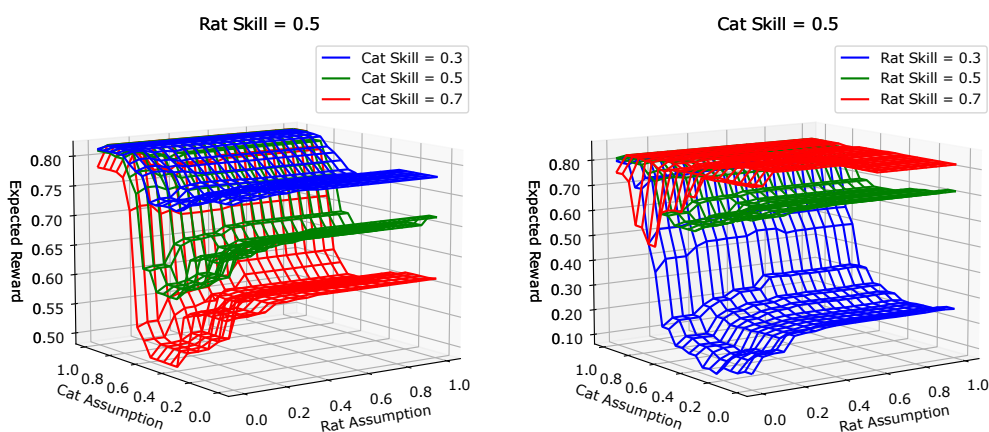 Rat Skill = 0.5
Cat Skill = 0.3
Cat Skill = 0.5
Cat Skill = 0.7
0.80
0.75
0.70
0.65
0.60
0.55
0.50
Expected Reward
1.0
0.8
0.6
0.4
0.2
0.0
Cat Assumption
0.0
0.2
0.4
0.6
0.8
1.0
Rat Assumption
Cat Skill = 0.5
Rat Skill = 0.3
Rat Skill = 0.5
Rat Skill = 0.7
0.80
0.70
0.60
0.50
0.40
0.30
0.20
0.10
Expected Reward
1.0
0.8
0.6
0.4
0.2
0.0
Cat Assumption
0.0
0.2
0.4
0.6
0.8
1.0
Rat Assumption